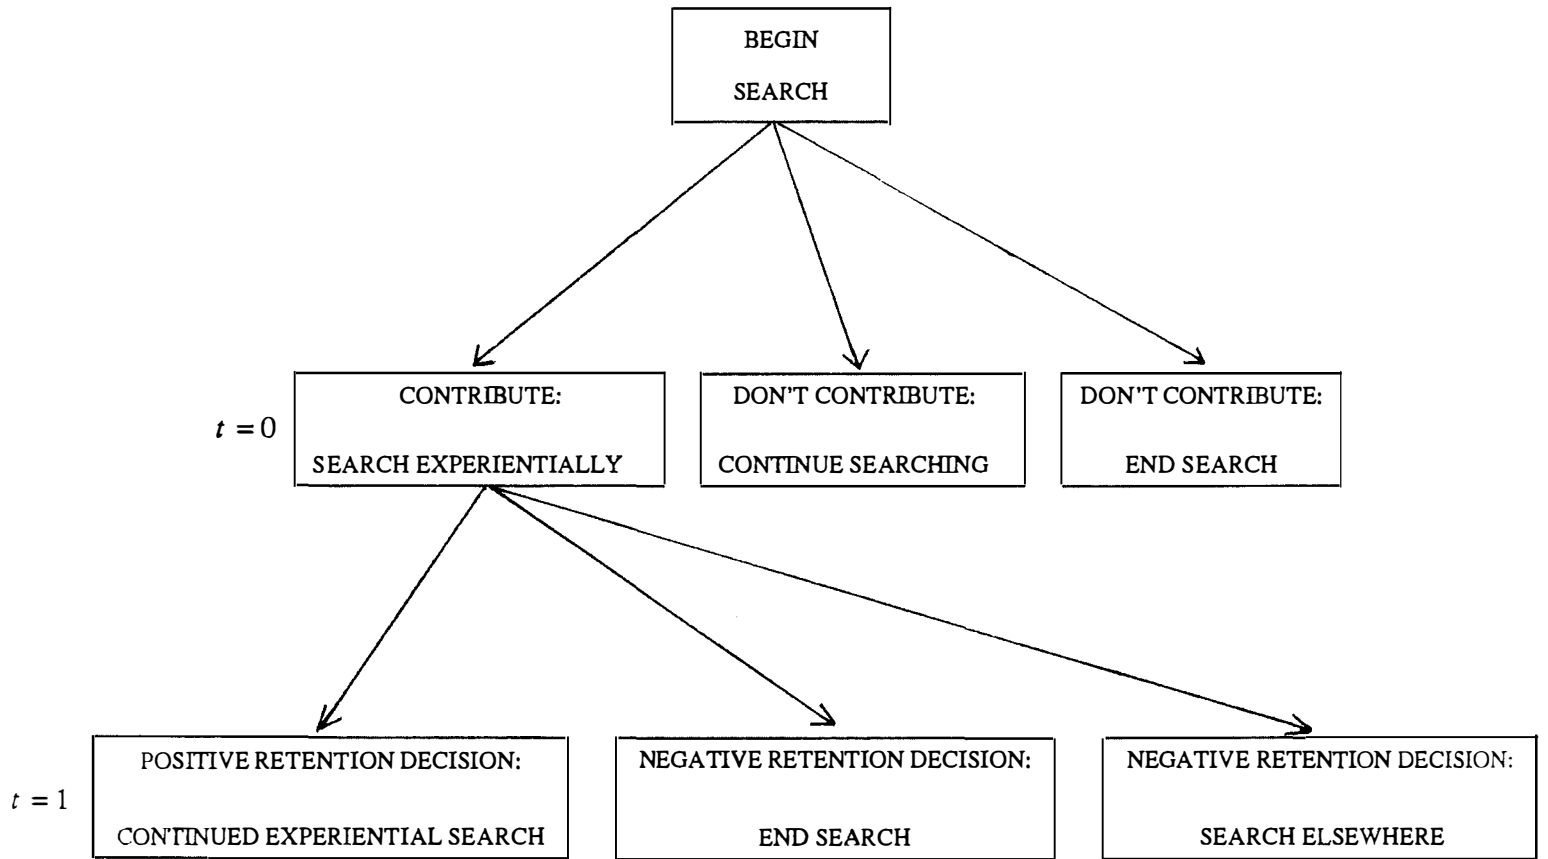 BEGIN
SEARCH
CONTRIBUTE:
DON'T CONTRIBUTE:
DON'T CONTRIBUTE:
t = 0
SEARCH EXPERIENTIALLY
CONTINUE SEARCHING
END SEARCH
POSITIVE RETENTION DECISION:
NEGATIVE RETENTION DECISION:
NEGATIVE RETENTION DECISION:
t = 1
CONTINUED EXPERIENTIAL SEARCH
END SEARCH
SEARCH ELSEWHERE